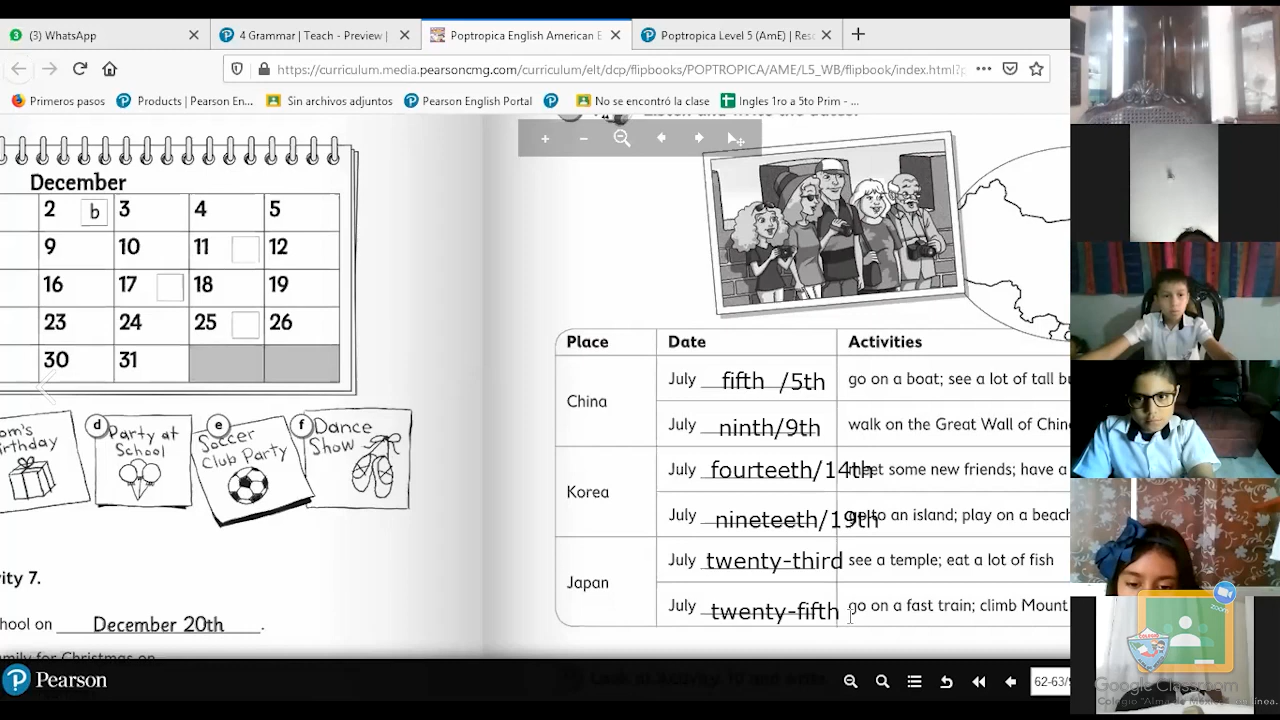 (3) WhatsApp
4 Grammar | Teach - Preview |
Poptropica English American E
Poptropica Level 5 (AmE) | Reso
https://curriculum.media.pearsoncmg.com/curriculum/elt/dcp/flipbooks/POPTROPICA/AME/L5_WB/flipbook/index.html?
Primeros pasos
Products | Pearson En...
Sin archivos adjuntos
Pearson English Portal
No se encontró la clase
Ingles 1ro a 5to Prim - ...
December
2 b 3 4 5
9 10 11 12
16 17 18 19
23 24 25 26
30 31
om's
irthday
d Party at
School
e Soccer
Club Party
f Dance
Show
vity 7.
hool on December 20th.
Place Date Activities
China
July fifth /5th go on a boat; see a lot of tall bu
July ninth/9th walk on the Great Wall of Chin
Korea
July fourteeth/14th et some new friends; have a
July nineteeth/19th go to an island; play on a beach
Japan
July twenty-third see a temple; eat a lot of fish
July twenty-fifth go on a fast train; climb Mount
Pearson
62-63/
zoom
COLEGIO
Google Classroom